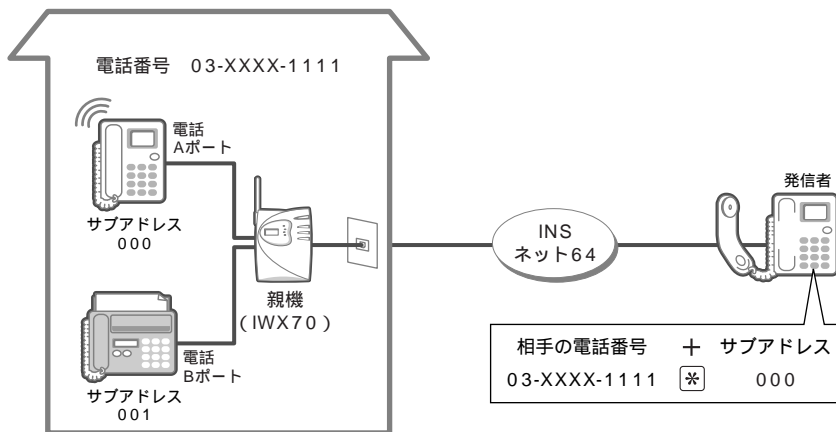 電話番号 03-XXXX-1111
電話
Aポート
サブアドレス
000
親機
(IWX70)
電話
Bポート
サブアドレス
001
INS
ネット64
発信者
相手の電話番号 + サブアドレス
03-XXXX-1111 * 000